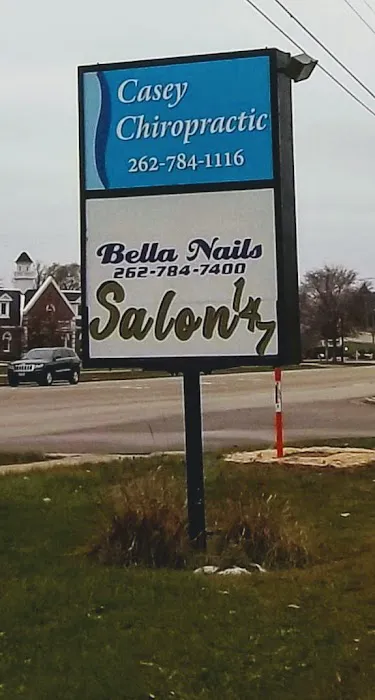 Casey
Chiropractic
262-784-1116
Bella Nails
262-784-7400
Salon 147